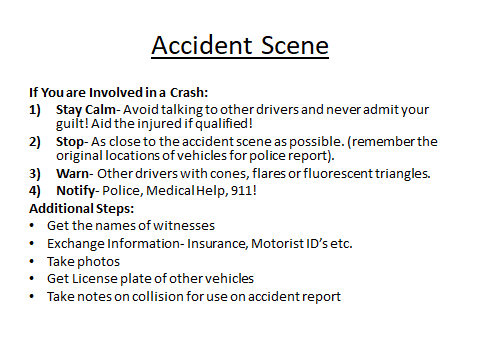 Accident Scene
If You are Involved in a Crash:
1) Stay Calm- Avoid talking to other drivers and never admit your
guilt! Aid the injured if qualified!
2) Stop- As close to the accident scene as possible. (remember the
original locations of vehicles for police report).
3) Warn- Other drivers with cones, flares or fluorescent triangles.
4) Notify- Police, Medical Help, 911!
Additional Steps:
• Get the names of witnesses
• Exchange Information- Insurance, Motorist ID's etc.
• Take photos
• Get License plate of other vehicles
• Take notes on collision for use on accident report